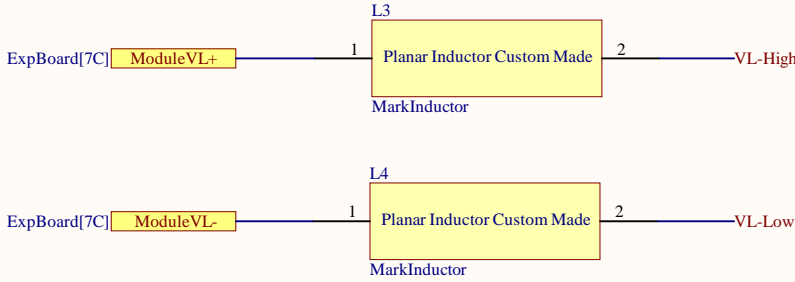 L3
ExpBoard[7C] ModuleVL+ 1 Planar Inductor Custom Made 2 VL-High
MarkInductor
L4
ExpBoard[7C] ModuleVL- 1 Planar Inductor Custom Made 2 VL-Low
MarkInductor